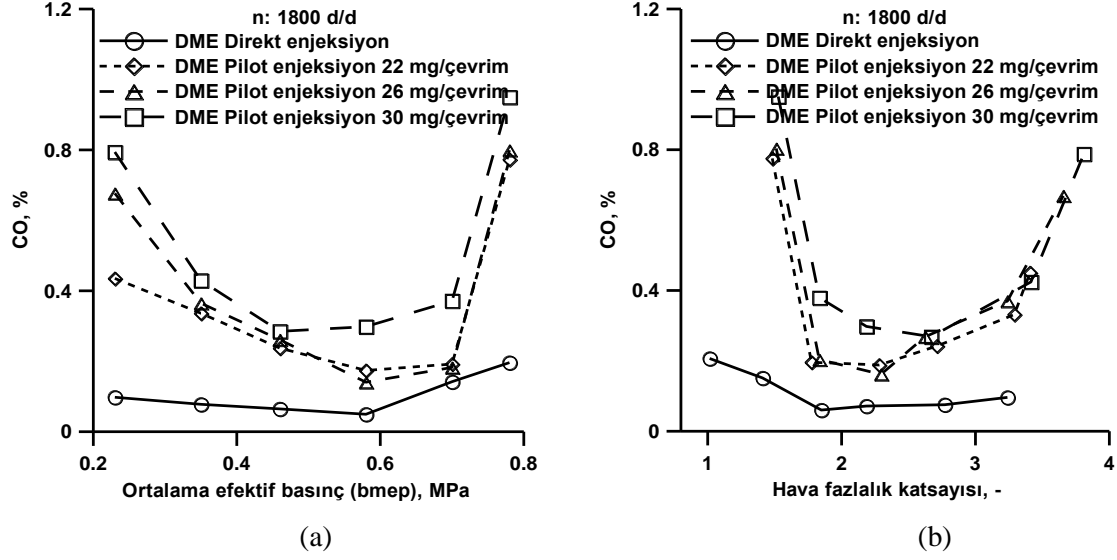 n: 1800 d/d
DME Direkt enjeksiyon
DME Pilot enjeksiyon 22 mg/çevrim
DME Pilot enjeksiyon 26 mg/çevrim
DME Pilot enjeksiyon 30 mg/çevrim
1.2
0.8
0.4
0
CO, %
0.2
0.4
0.6
0.8
Ortalama efektif basınç (bmep), MPa
(a)
n: 1800 d/d
DME Direkt enjeksiyon
DME Pilot enjeksiyon 22 mg/çevrim
DME Pilot enjeksiyon 26 mg/çevrim
DME Pilot enjeksiyon 30 mg/çevrim
1.2
0.8
0.4
0
CO, %
1
2
3
4
Hava fazlalık katsayısı, -
(b)